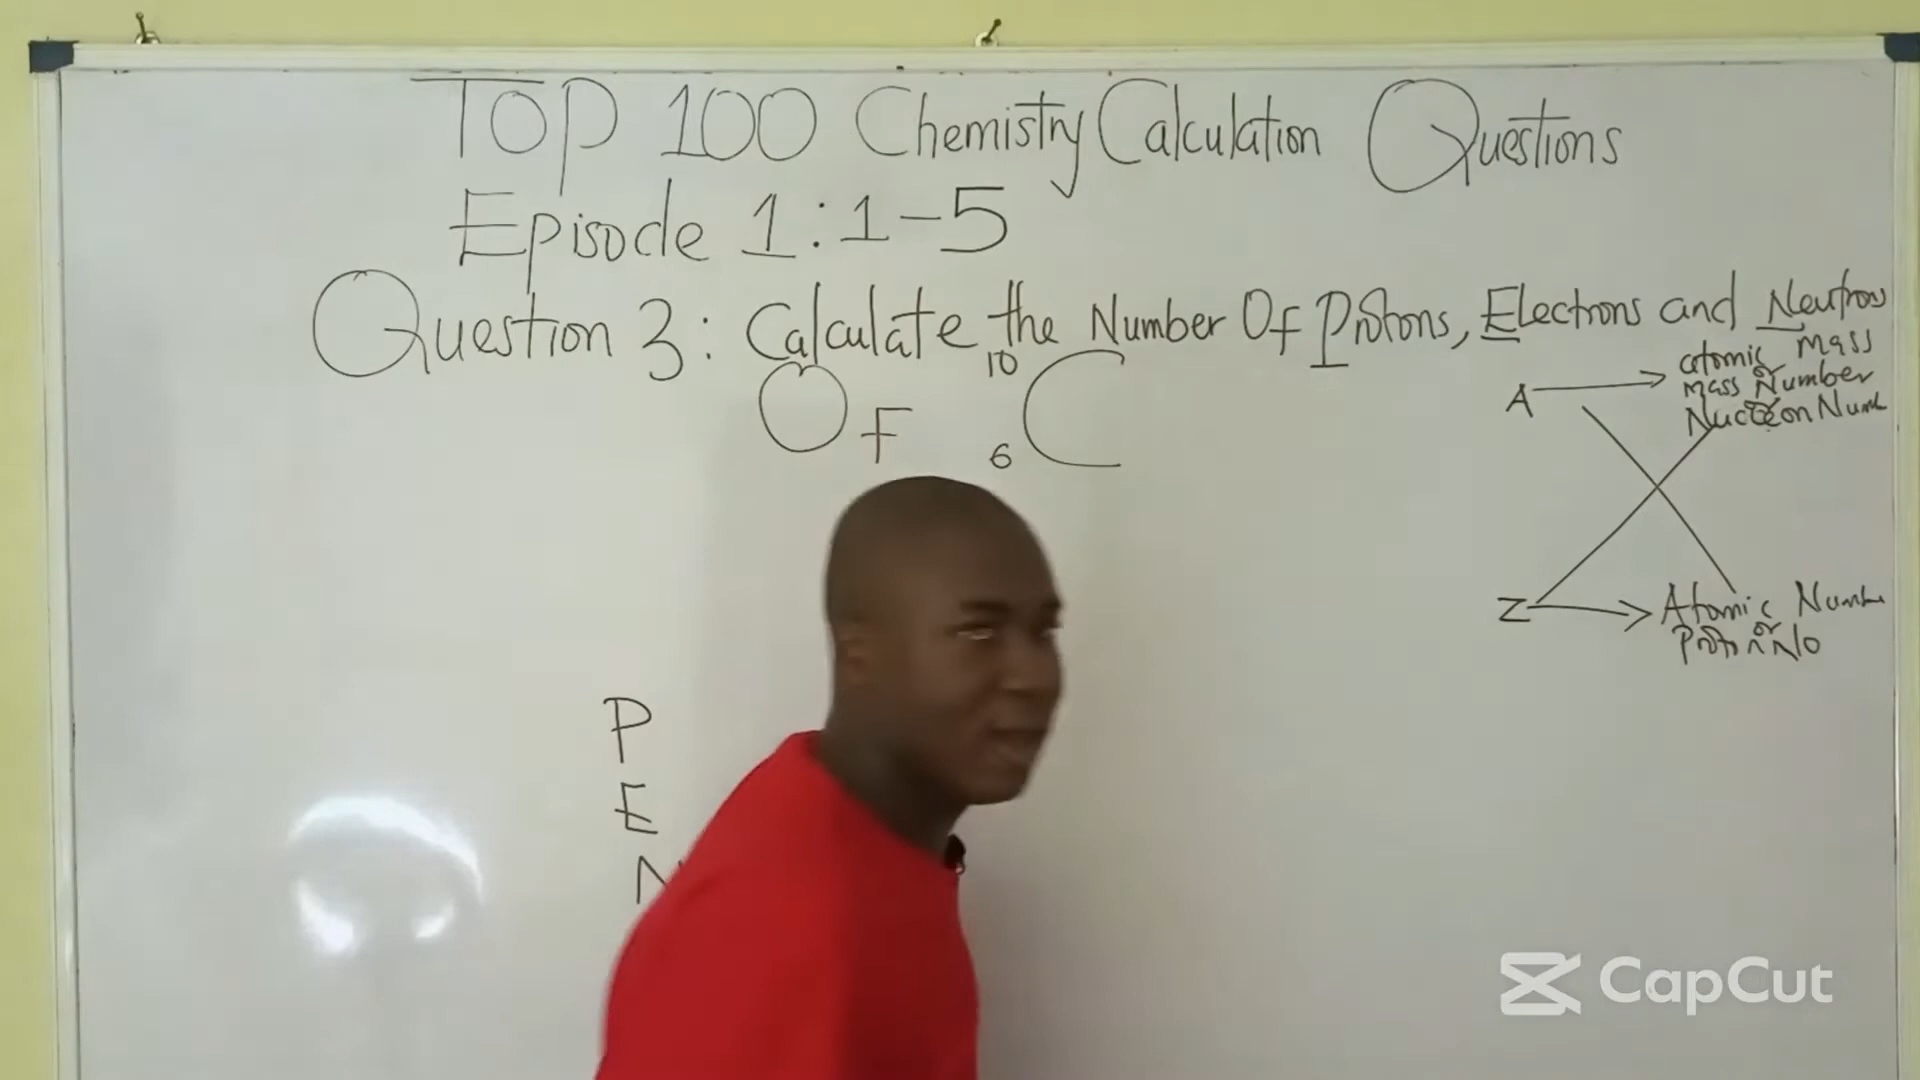 TOP 100 Chemistry Calculation Questions
Episode 1:1-5
Question 3: Calculate the Number Of Protons, Electrons and Neutrons
OF 10 6 C
A → atomic mass
or
mass Number
Nucleon Num
Z → Atomic Number
or
Proton No
P
E
N
CapCut